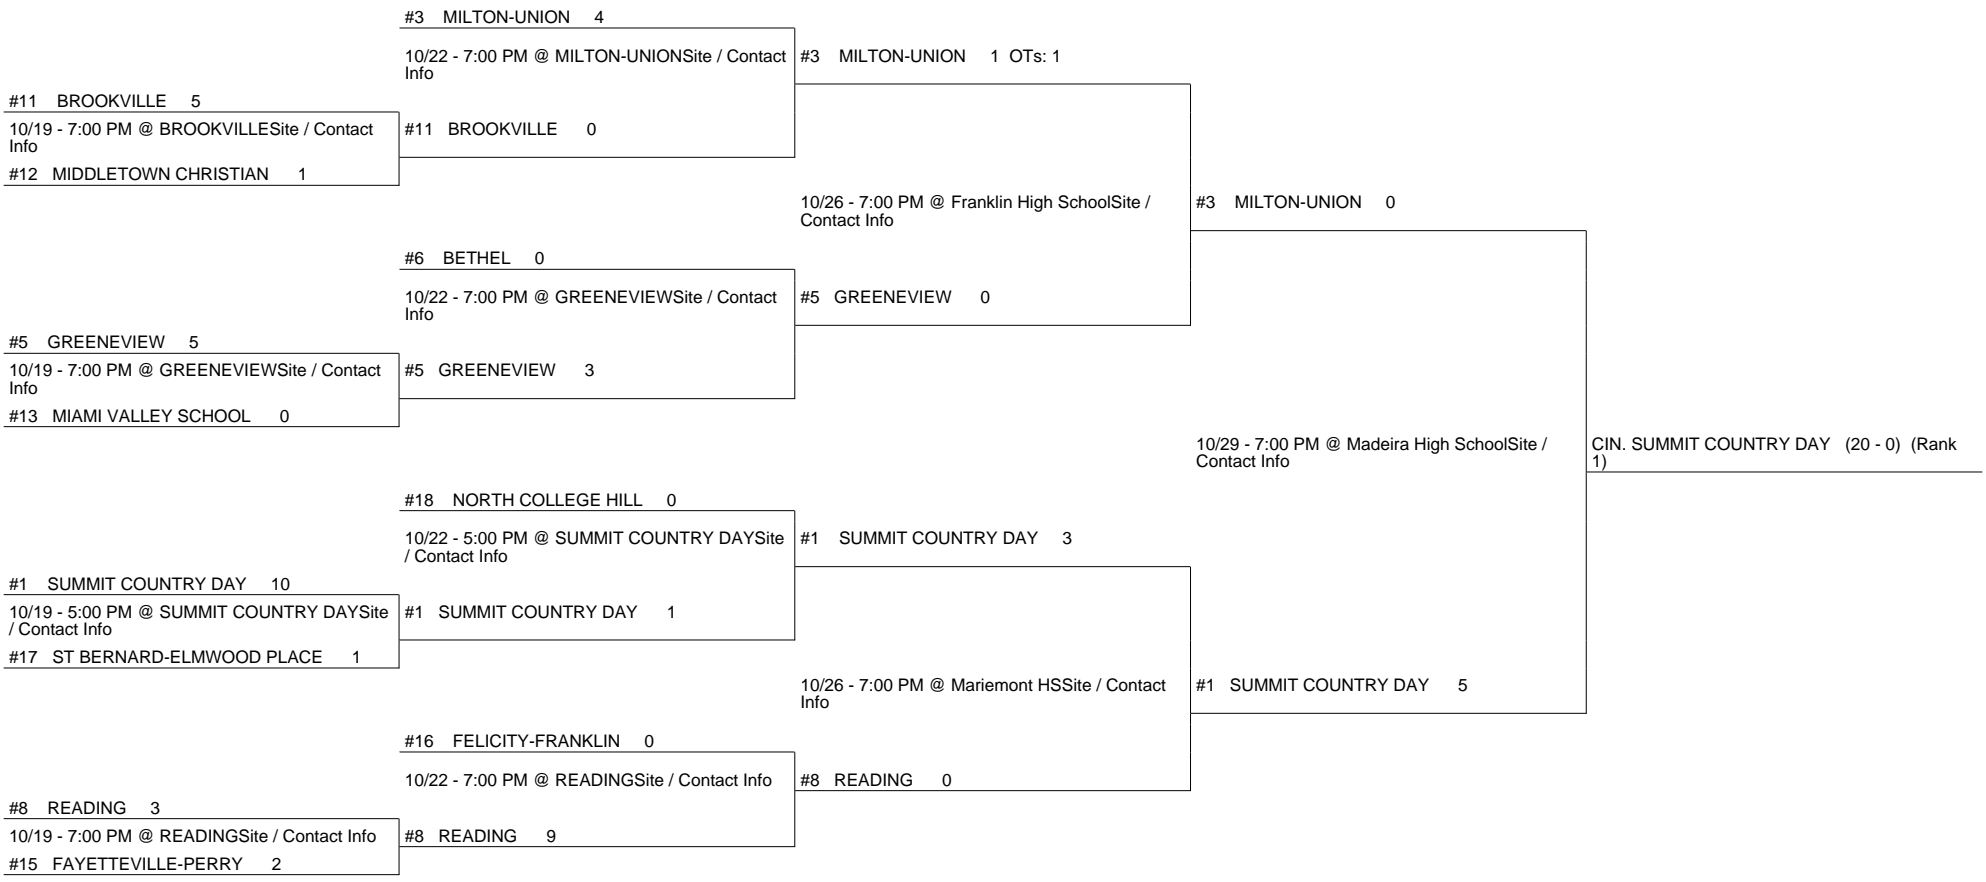 #3 MILTON-UNION 4
10/22 - 7:00 PM @ MILTON-UNIONSite / Contact
Info
#3 MILTON-UNION 1 OTs: 1
#11 BROOKVILLE 5
10/19 - 7:00 PM @ BROOKVILLESite / Contact
Info
#11 BROOKVILLE 0
#12 MIDDLETOWN CHRISTIAN 1
10/26 - 7:00 PM @ Franklin High SchoolSite /
Contact Info
#3 MILTON-UNION 0
#6 BETHEL 0
10/22 - 7:00 PM @ GREENEVIEWSite / Contact
Info
#5 GREENEVIEW 0
#5 GREENEVIEW 5
10/19 - 7:00 PM @ GREENEVIEWSite / Contact
Info
#5 GREENEVIEW 3
#13 MIAMI VALLEY SCHOOL 0
10/29 - 7:00 PM @ Madeira High SchoolSite /
Contact Info
CIN. SUMMIT COUNTRY DAY (20 - 0) (Rank
1)
#18 NORTH COLLEGE HILL 0
10/22 - 5:00 PM @ SUMMIT COUNTRY DAYSite
/ Contact Info
#1 SUMMIT COUNTRY DAY 3
#1 SUMMIT COUNTRY DAY 10
10/19 - 5:00 PM @ SUMMIT COUNTRY DAYSite
/ Contact Info
#1 SUMMIT COUNTRY DAY 1
#17 ST BERNARD-ELMWOOD PLACE 1
10/26 - 7:00 PM @ Mariemont HSSite / Contact
Info
#1 SUMMIT COUNTRY DAY 5
#16 FELICITY-FRANKLIN 0
10/22 - 7:00 PM @ READINGSite / Contact Info
#8 READING 0
#8 READING 3
10/19 - 7:00 PM @ READINGSite / Contact Info
#8 READING 9
#15 FAYETTEVILLE-PERRY 2